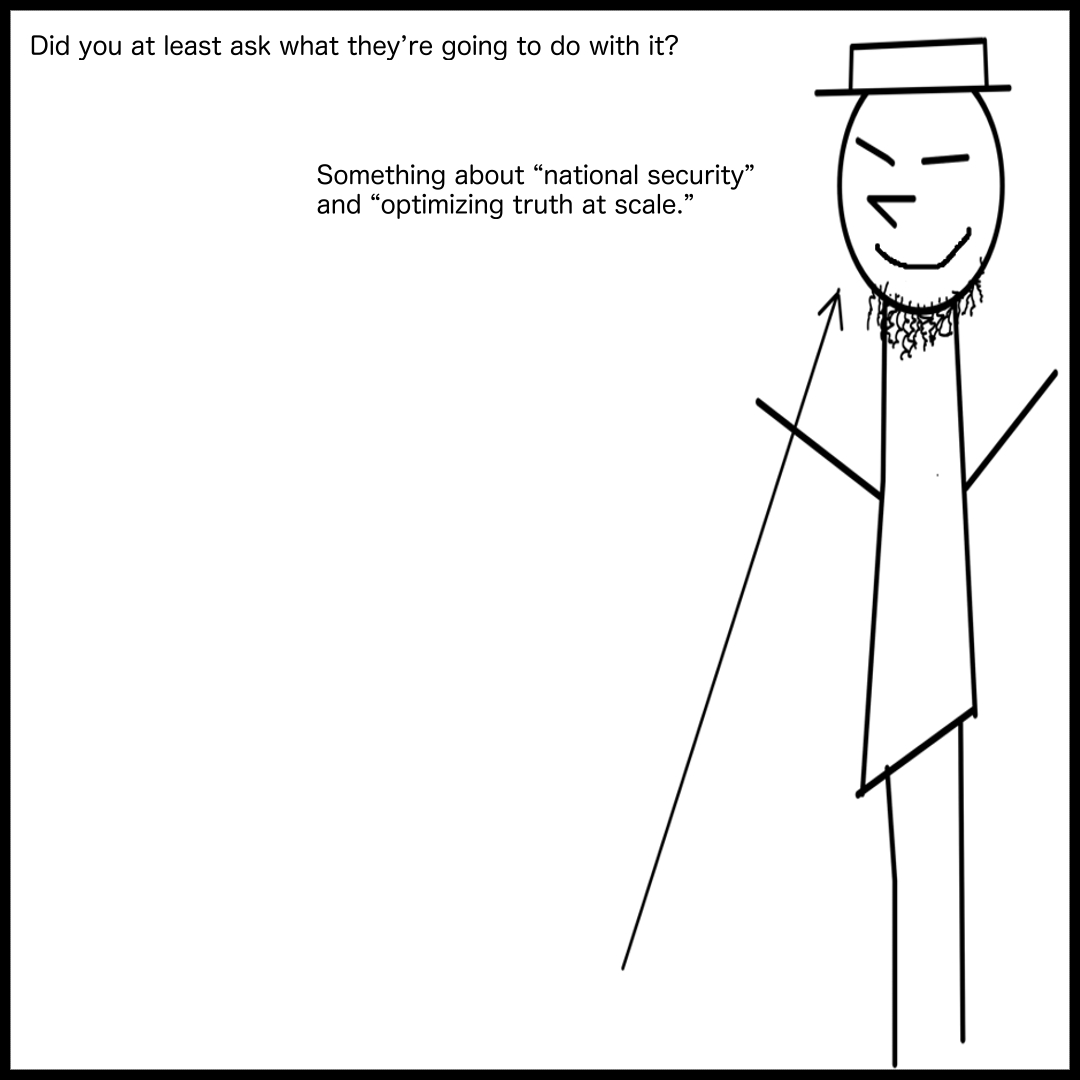 Did you at least ask what they’re going to do with it?
Something about “national security”
and “optimizing truth at scale.”